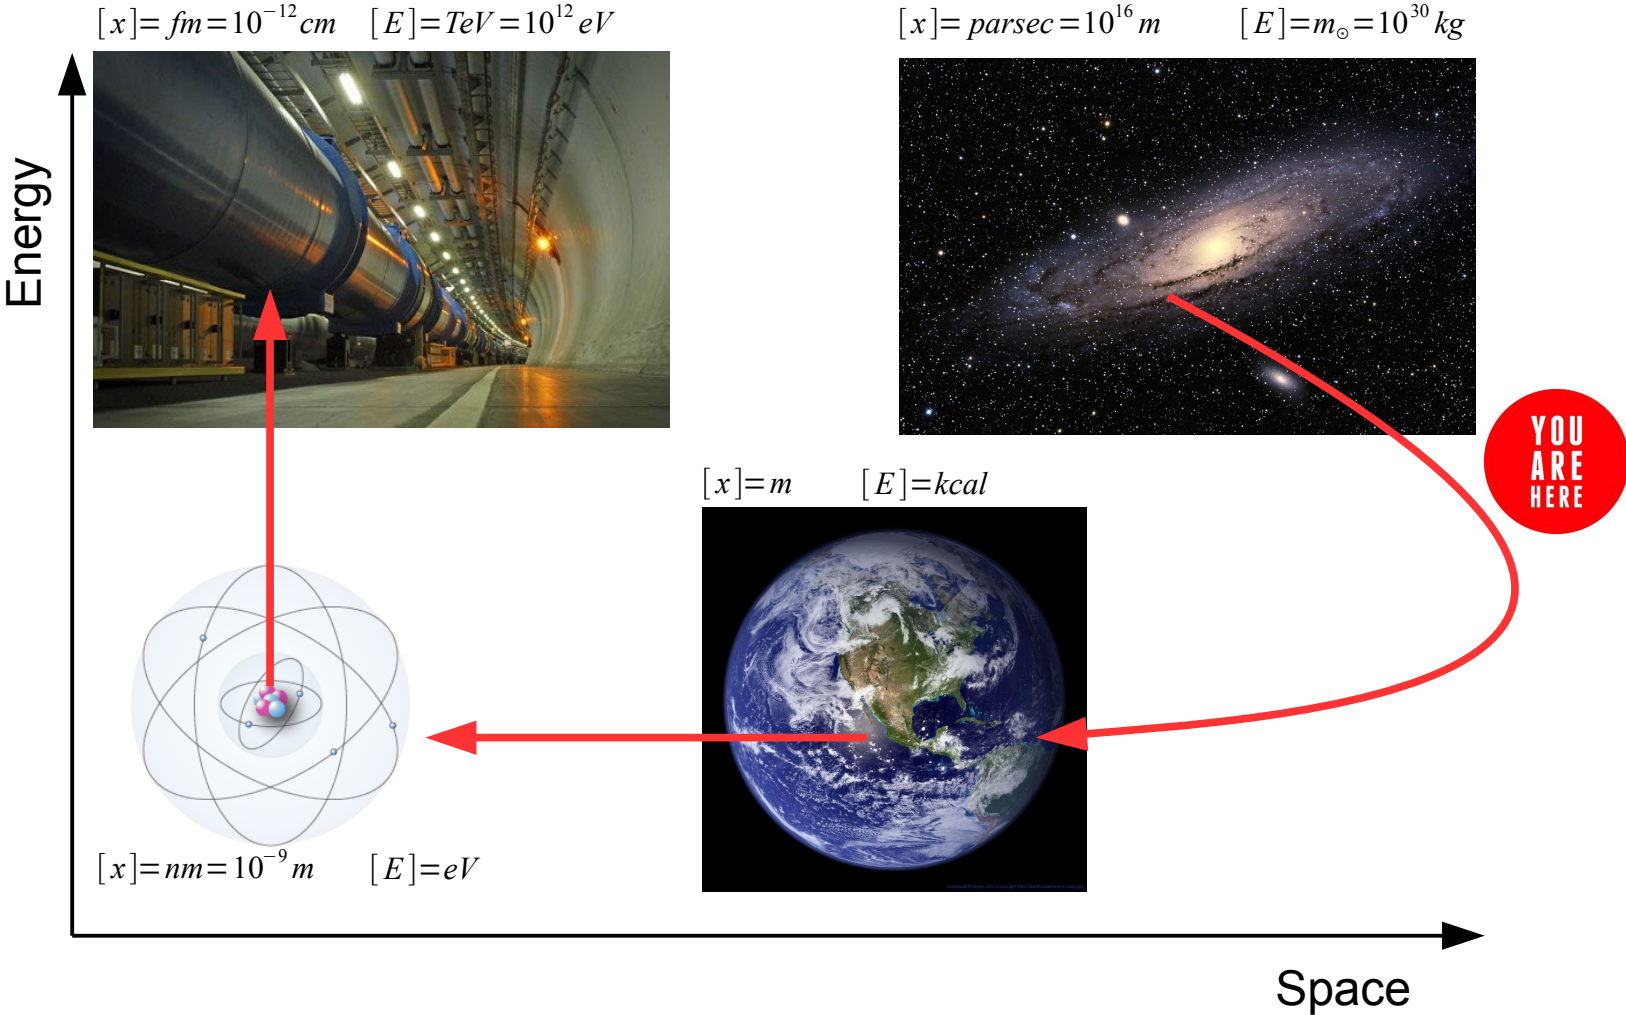 [x]=fm=10⁻¹²cm [E]=TeV=10¹²eV
[x]=parsec=10¹⁶m [E]=m☉=10³⁰kg
Energy
YOU
ARE
HERE
[x]=m [E]=kcal
[x]=nm=10⁻⁹m [E]=eV
Space